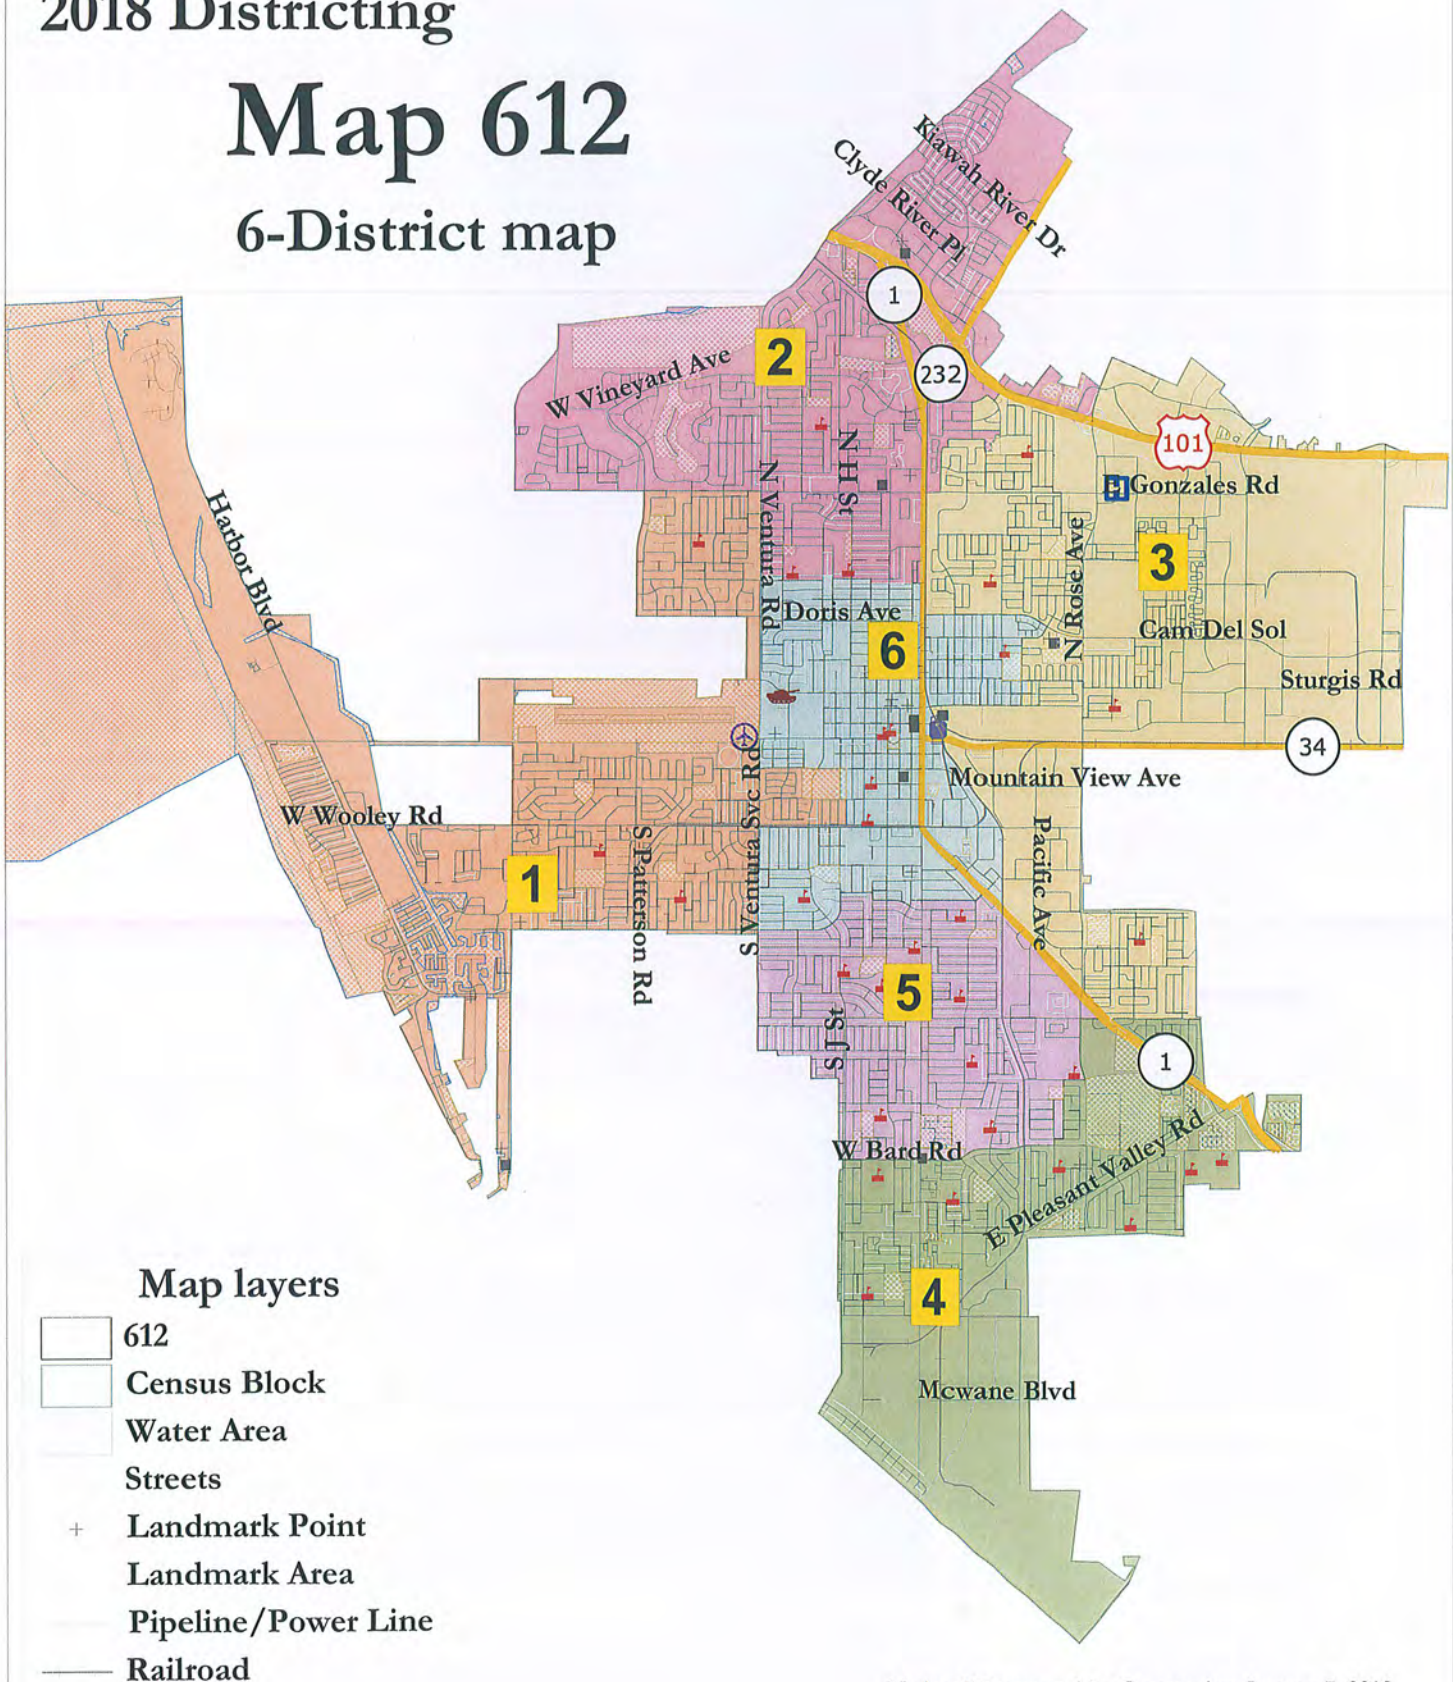 2018 Districting
Map 612
6-District map
Kiawah River Dr
Clyde River Pl
1
2
232
W Vineyard Ave
101
N H St
N Ventura Rd
Gonzales Rd
Harbor Blvd
N Rose Ave
3
Doris Ave
6
Cam Del Sol
Sturgis Rd
34
Mountain View Ave
S Ventura Svc Rd
W Wooley Rd
S Patterson Rd
Pacific Ave
1
5
S J St
1
W Bard Rd
E Pleasant Valley Rd
4
Mcwane Blvd
Map layers
612
Census Block
Water Area
Streets
Landmark Point
Landmark Area
Pipeline/Power Line
Railroad